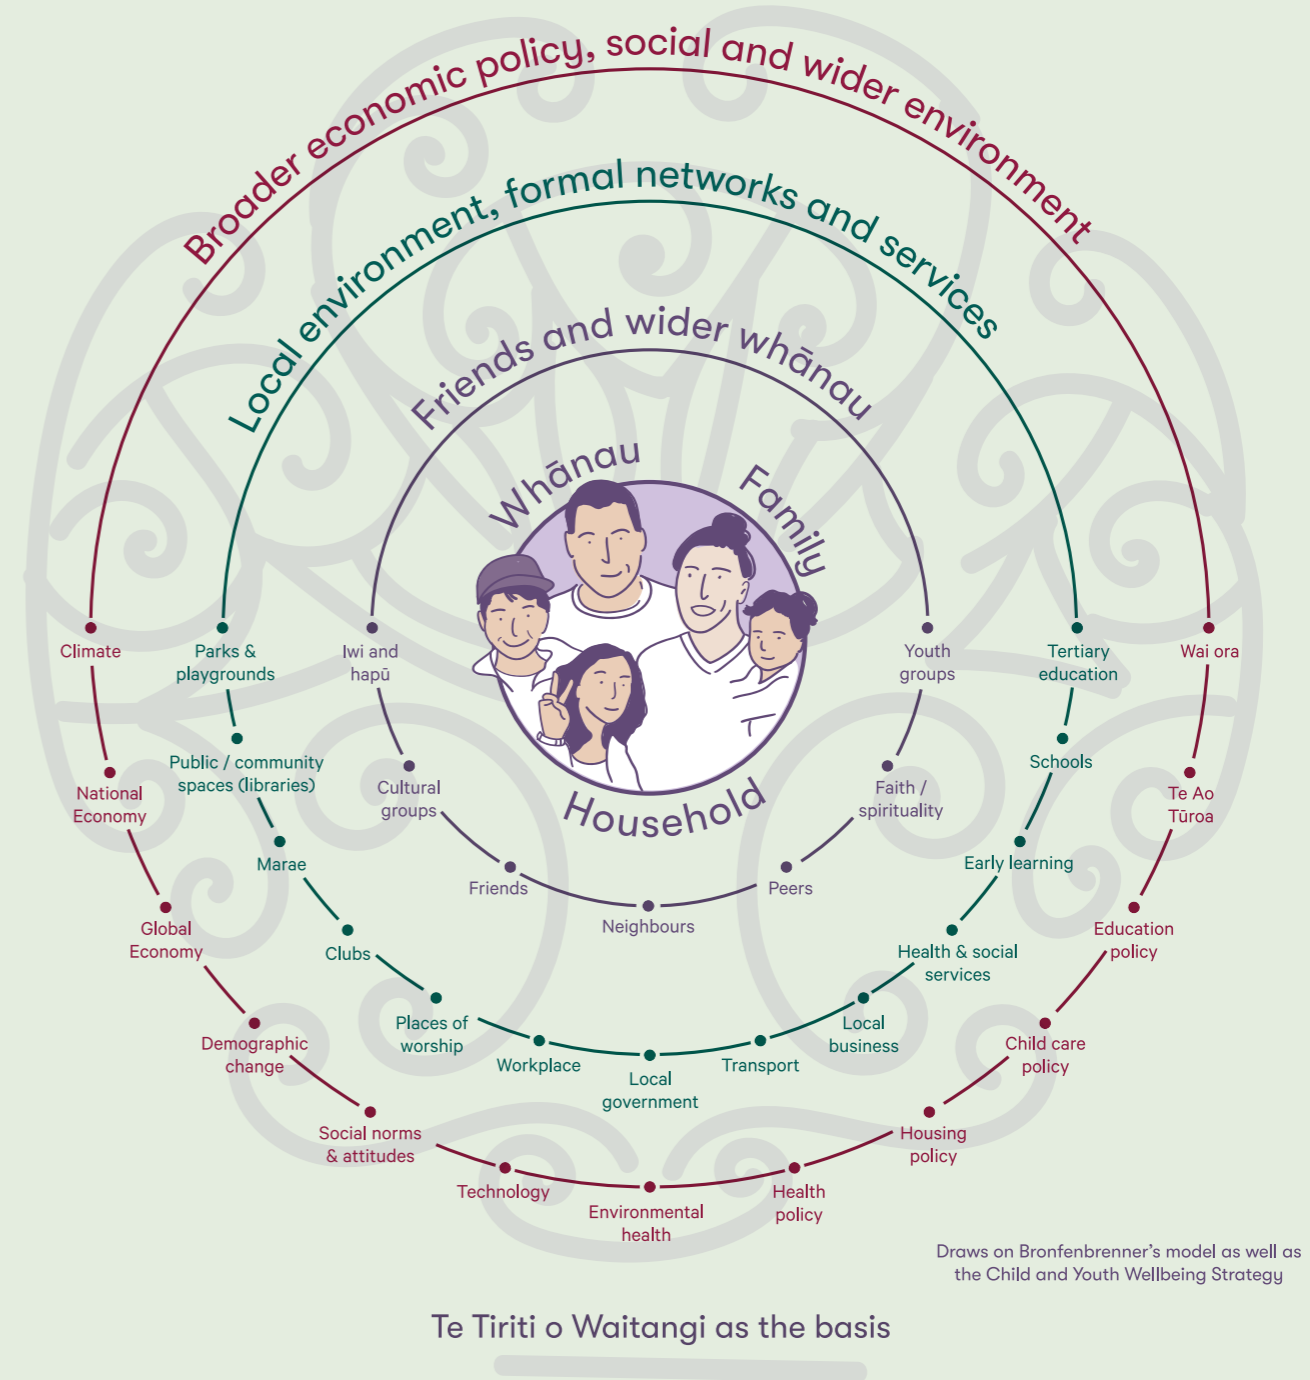 Broader economic policy, social and wider environment
Local environment, formal networks and services
Friends and wider whānau
Whānau
Family
Household
Iwi and
hapū
Cultural
groups
Friends
Neighbours
Peers
Faith /
spirituality
Youth
groups
Parks &
playgrounds
Public / community
spaces (libraries)
Marae
Clubs
Places of
worship
Workplace
Local
government
Transport
Local
business
Health & social
services
Early learning
Schools
Tertiary
education
Climate
National
Economy
Global
Economy
Demographic
change
Social norms
& attitudes
Technology
Environmental
health
Health
policy
Housing
policy
Child care
policy
Education
policy
Te Ao
Tūroa
Wai ora
Draws on Bronfenbrenner's model as well as
the Child and Youth Wellbeing Strategy
Te Tiriti o Waitangi as the basis